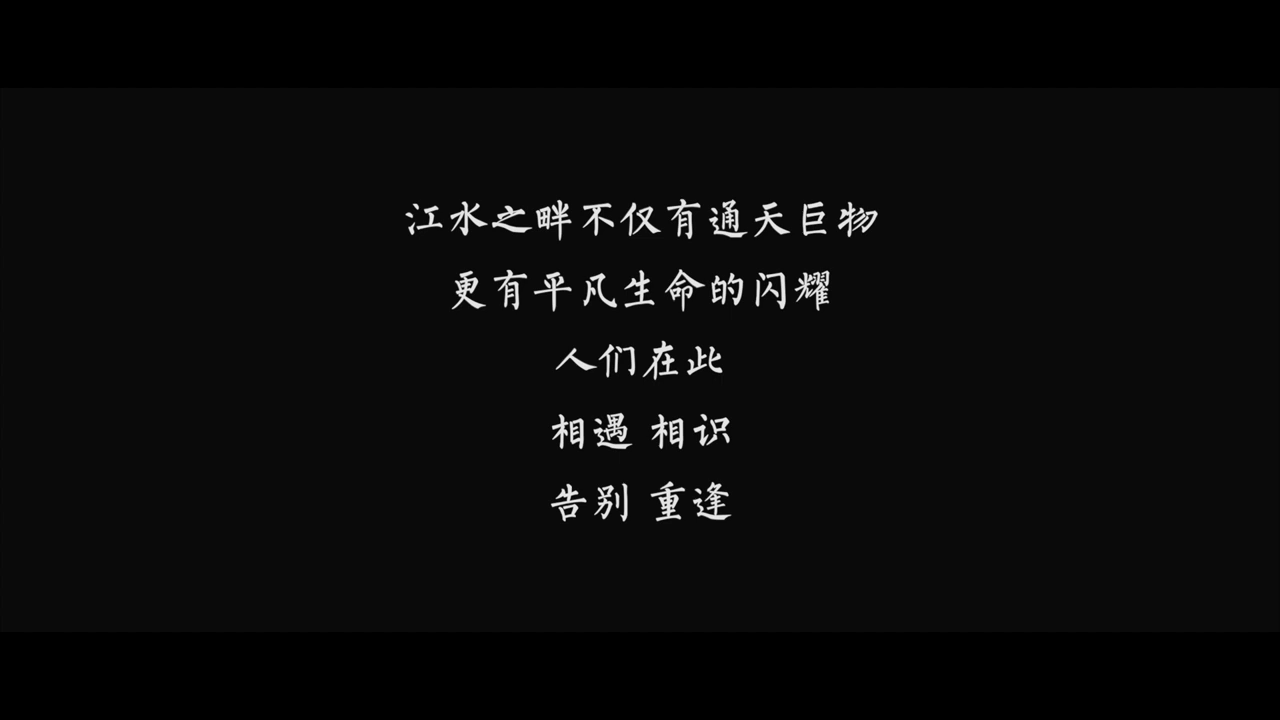 江水之畔不仅有通天巨物
更有平凡生命的闪耀
人们在此
相遇 相识
告别 重逢